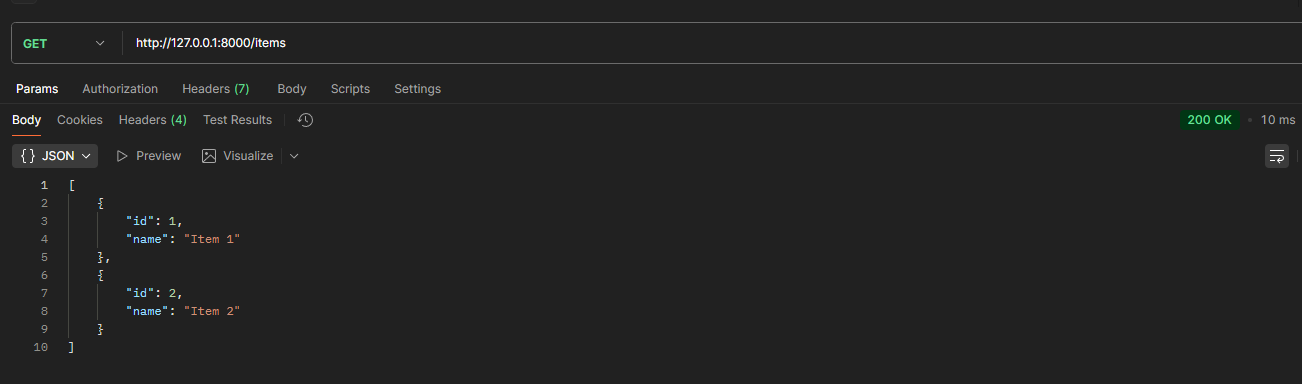 GET http://127.0.0.1:8000/items
Params Authorization Headers (7) Body Scripts Settings
Body Cookies Headers (4) Test Results 200 OK • 10 ms
{} JSON Preview Visualize
1 [
2 {
3 "id": 1,
4 "name": "Item 1"
5 },
6 {
7 "id": 2,
8 "name": "Item 2"
9 }
10 ]